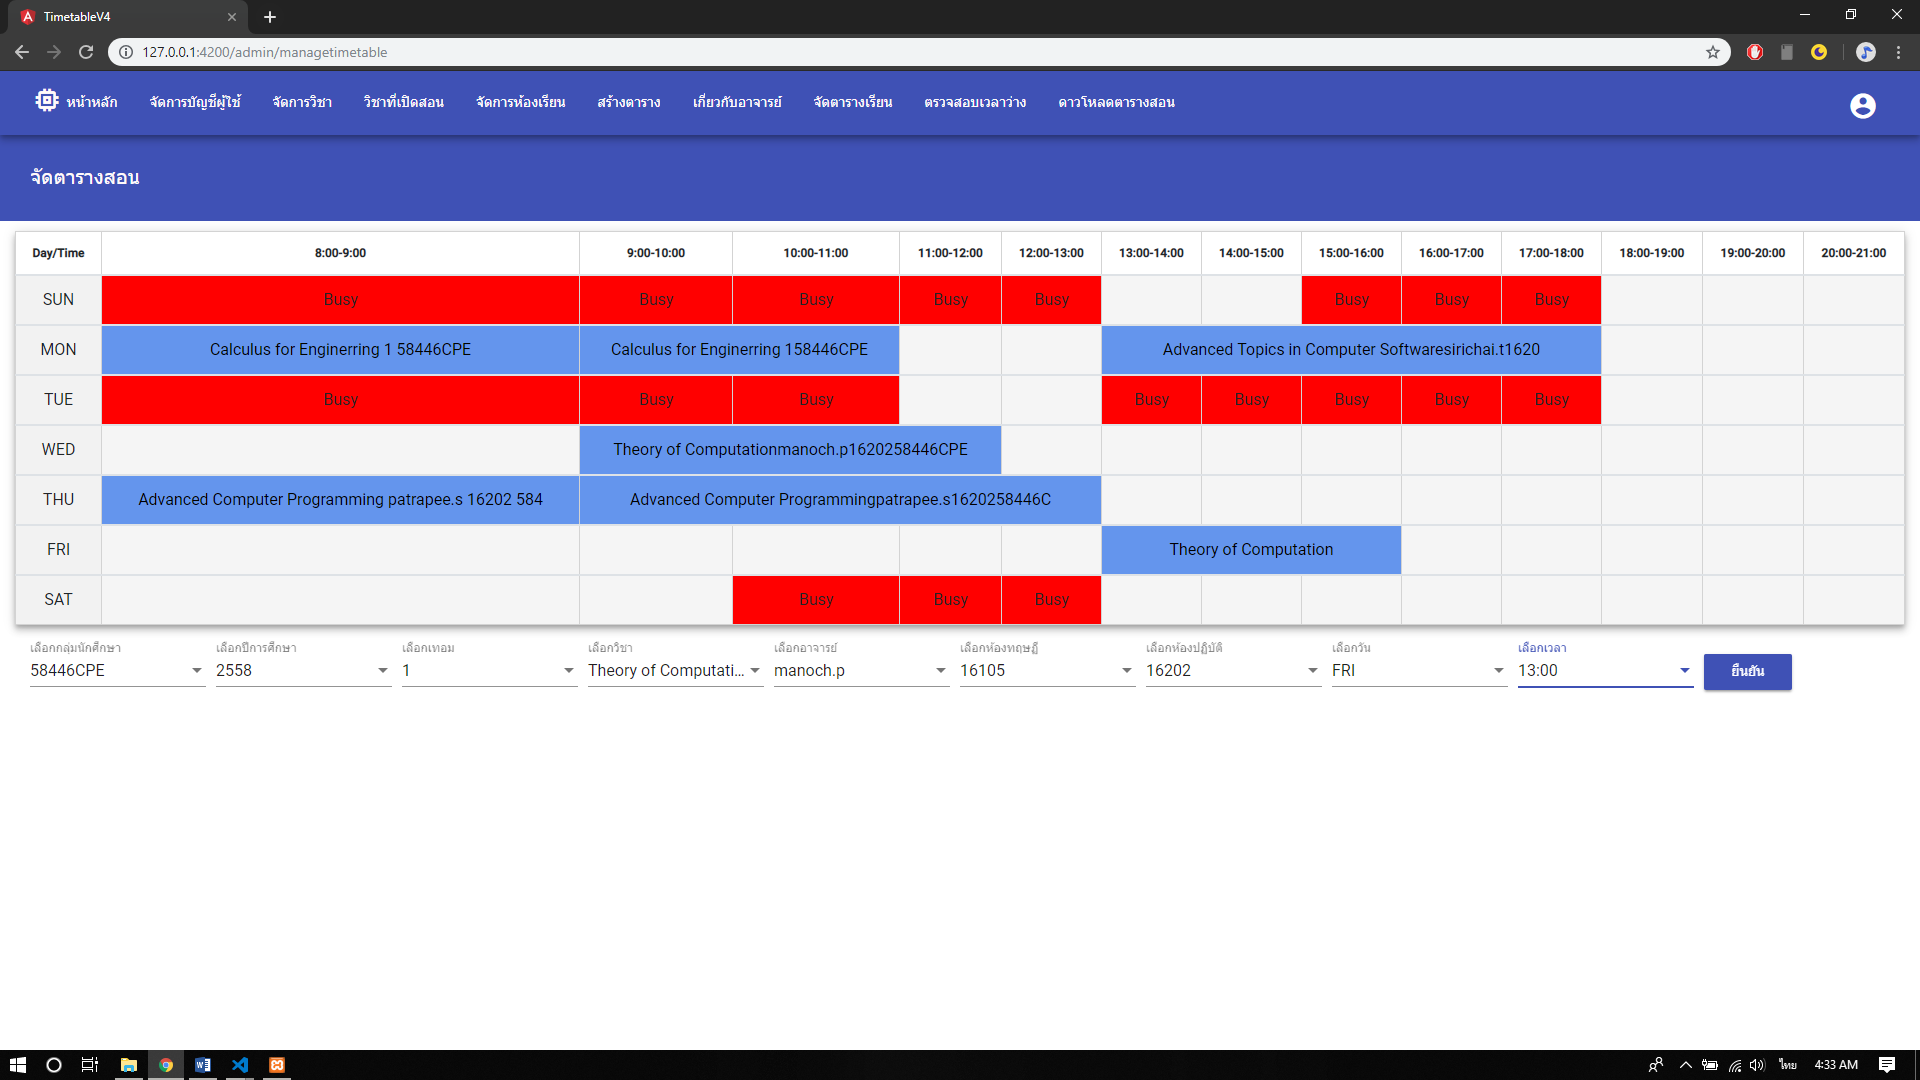 TimetableV4
127.0.0.1:4200/admin/managetimetable
หน้าหลัก จัดการบัญชีผู้ใช้ จัดการวิชา วิชาที่เปิดสอน จัดการห้องเรียน สร้างตาราง เกี่ยวกับอาจารย์ จัดตารางเรียน ตรวจสอบเวลาว่าง ดาวโหลดตารางสอน
จัดตารางสอน
Day/Time 8:00-9:00 9:00-10:00 10:00-11:00 11:00-12:00 12:00-13:00 13:00-14:00 14:00-15:00 15:00-16:00 16:00-17:00 17:00-18:00 18:00-19:00 19:00-20:00 20:00-21:00
SUN Busy Busy Busy Busy Busy Busy Busy Busy
MON Calculus for Enginerring 1 58446CPE Calculus for Enginerring 158446CPE Advanced Topics in Computer Softwaresirichai.t1620
TUE Busy Busy Busy Busy Busy Busy Busy Busy
WED Theory of Computationmanoch.p1620258446CPE
THU Advanced Computer Programming patrapee.s 16202 584 Advanced Computer Programmingpatrapee.s1620258446C
FRI Theory of Computation
SAT Busy Busy Busy
เลือกกลุ่มนักศึกษา เลือกปีการศึกษา เลือกเทอม เลือกวิชา เลือกอาจารย์ เลือกห้องทฤษฎี เลือกห้องปฏิบัติ เลือกวัน เลือกเวลา
58446CPE 2558 1 Theory of Computati... manoch.p 16105 16202 FRI 13:00 ยืนยัน
ไทย 4:33 AM